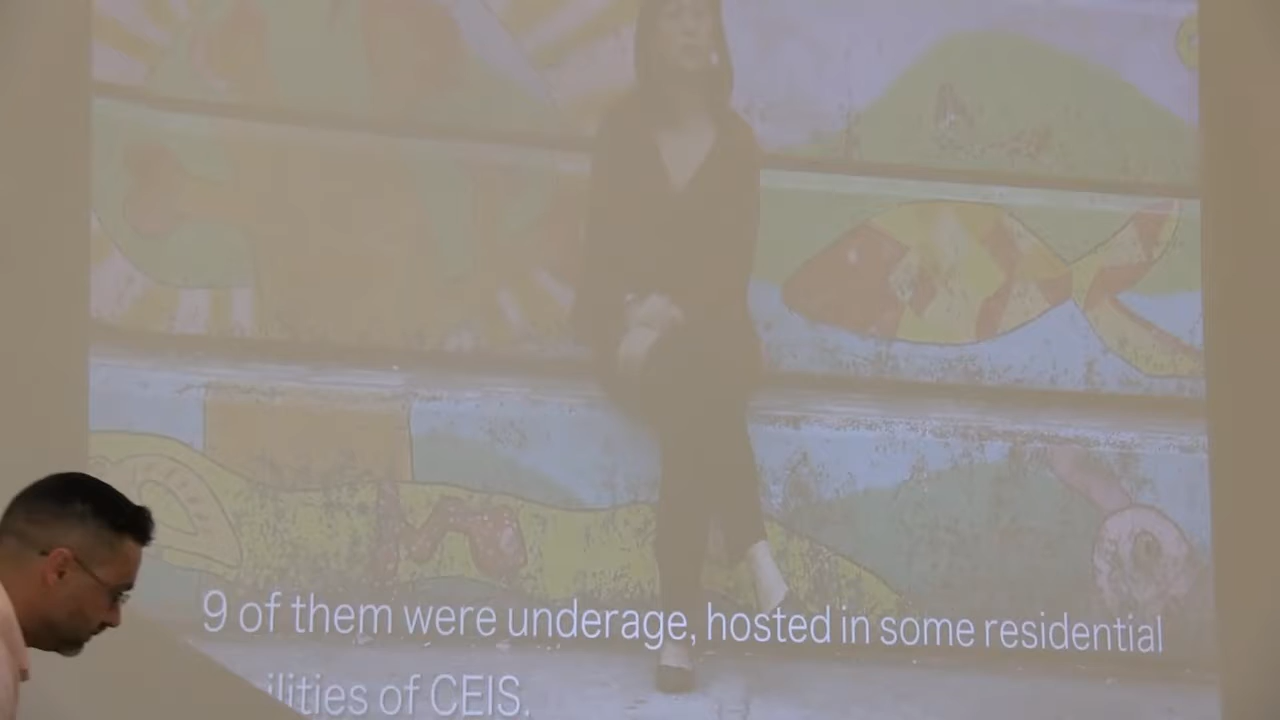 9 of them were underage, hosted in some residential
ilities of CEIS.